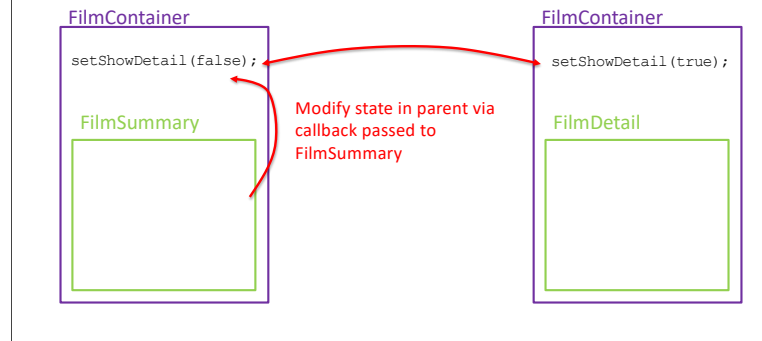 FilmContainer
setShowDetail(false);
FilmSummary
Modify state in parent via
callback passed to
FilmSummary
FilmContainer
setShowDetail(true);
FilmDetail